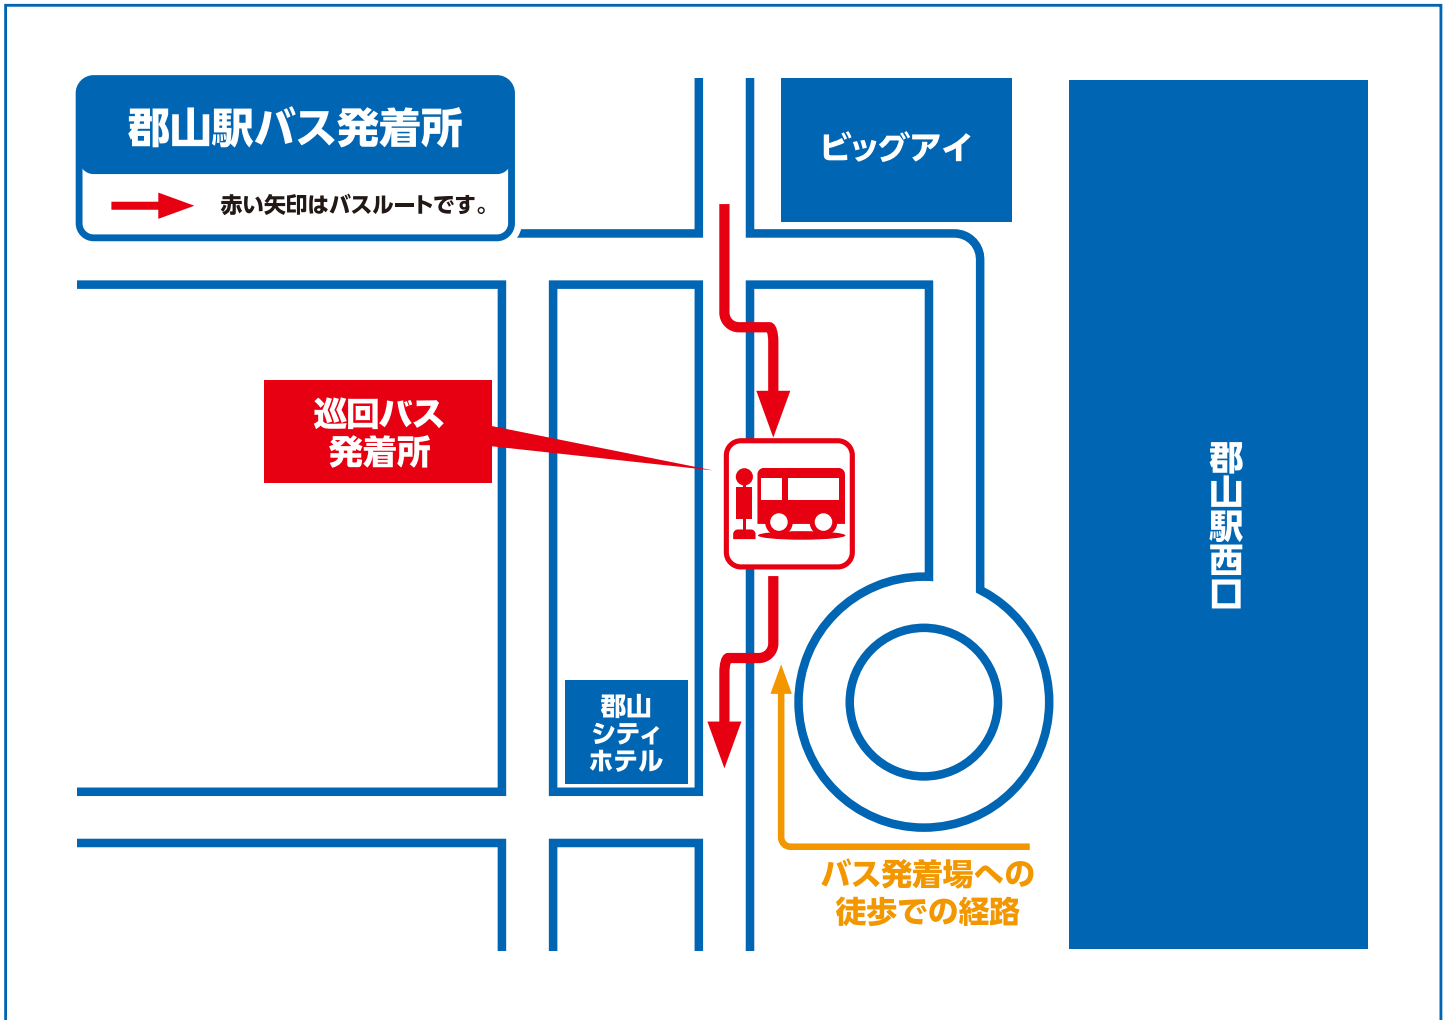 郡山駅バス発着所
赤い矢印はバスルートです。
ビッグアイ
巡回バス
発着所
郡山駅西口
郡山
シティ
ホテル
バス発着場への
徒歩での経路